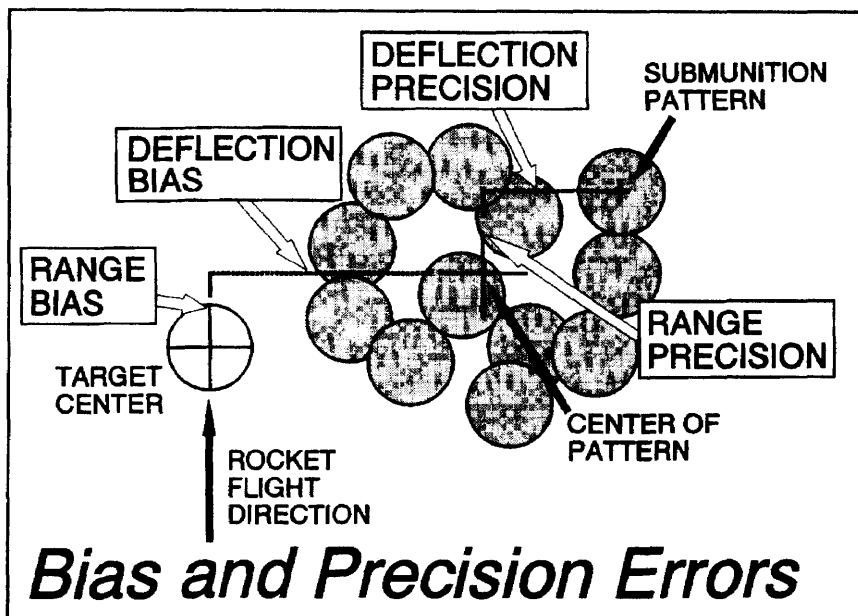 DEFLECTION
PRECISION
SUBMUNITION
PATTERN
DEFLECTION
BIAS
RANGE
BIAS
RANGE
PRECISION
TARGET
CENTER
CENTER OF
PATTERN
ROCKET
FLIGHT
DIRECTION
Bias and Precision Errors